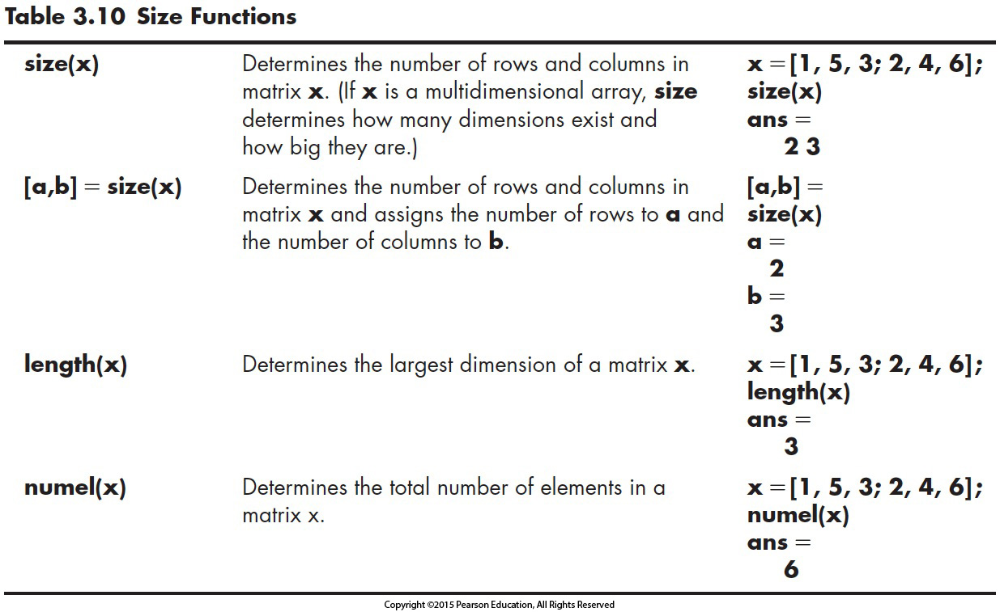 Table 3.10 Size Functions
size(x)
Determines the number of rows and columns in
matrix x. (If x is a multidimensional array, size
determines how many dimensions exist and
how big they are.)
x = [1, 5, 3; 2, 4, 6];
size(x)
ans =
2 3
[a,b] = size(x)
Determines the number of rows and columns in
matrix x and assigns the number of rows to a and
the number of columns to b.
[a,b] =
size(x)
a =
2
b =
3
length(x)
Determines the largest dimension of a matrix x.
x = [1, 5, 3; 2, 4, 6];
length(x)
ans =
3
numel(x)
Determines the total number of elements in a
matrix x.
x = [1, 5, 3; 2, 4, 6];
numel(x)
ans =
6
Copyright ©2015 Pearson Education, All Rights Reserved